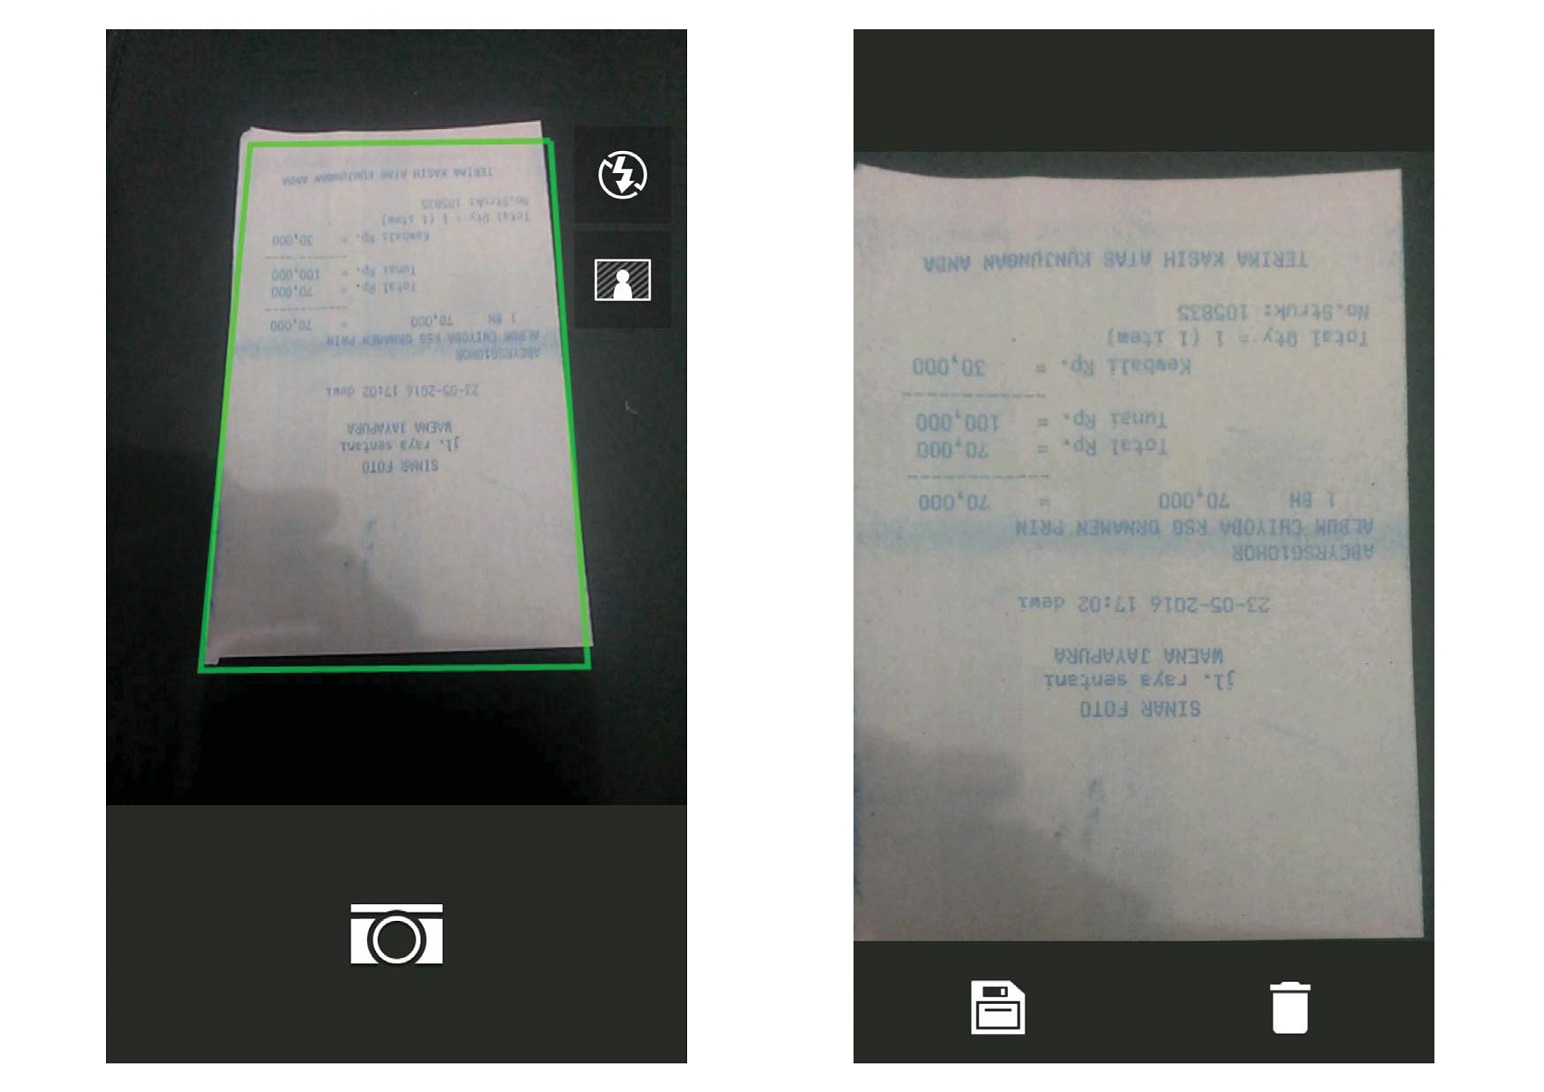 SINAR FOTO
jl. raya sentani
WAENA JAYAPURA
23-05-2016 17:02 dewi
ABCYRSG10HOR
ALBUM CHIYODA RSG ORNAMEN PRIN
1 BH 70,000 = 70,000
Total Rp. = 70,000
Tunai Rp. = 100,000
Kembali Rp. = 30,000
Total Qty = 1 (1 item)
No.Struk: 105835
TERIMA KASIH ATAS KUNJUNGAN ANDA
SINAR FOTO
jl. raya sentani
WAENA JAYAPURA
23-05-2016 17:02 dewi
ABCYRSG10HOR
ALBUM CHIYODA RSG ORNAMEN PRIN
1 BH 70,000 = 70,000
Total Rp. = 70,000
Tunai Rp. = 100,000
Kembali Rp. = 30,000
Total Qty = 1 (1 item)
No.Struk: 105835
TERIMA KASIH ATAS KUNJUNGAN ANDA